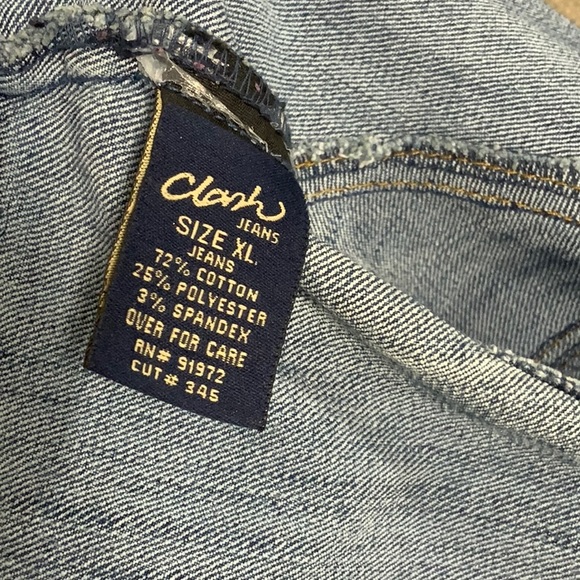 Clash
JEANS
SIZE XL
JEANS
72% COTTON
25% POLYESTER
3% SPANDEX
OVER FOR CARE
RN# 91972
CUT# 345